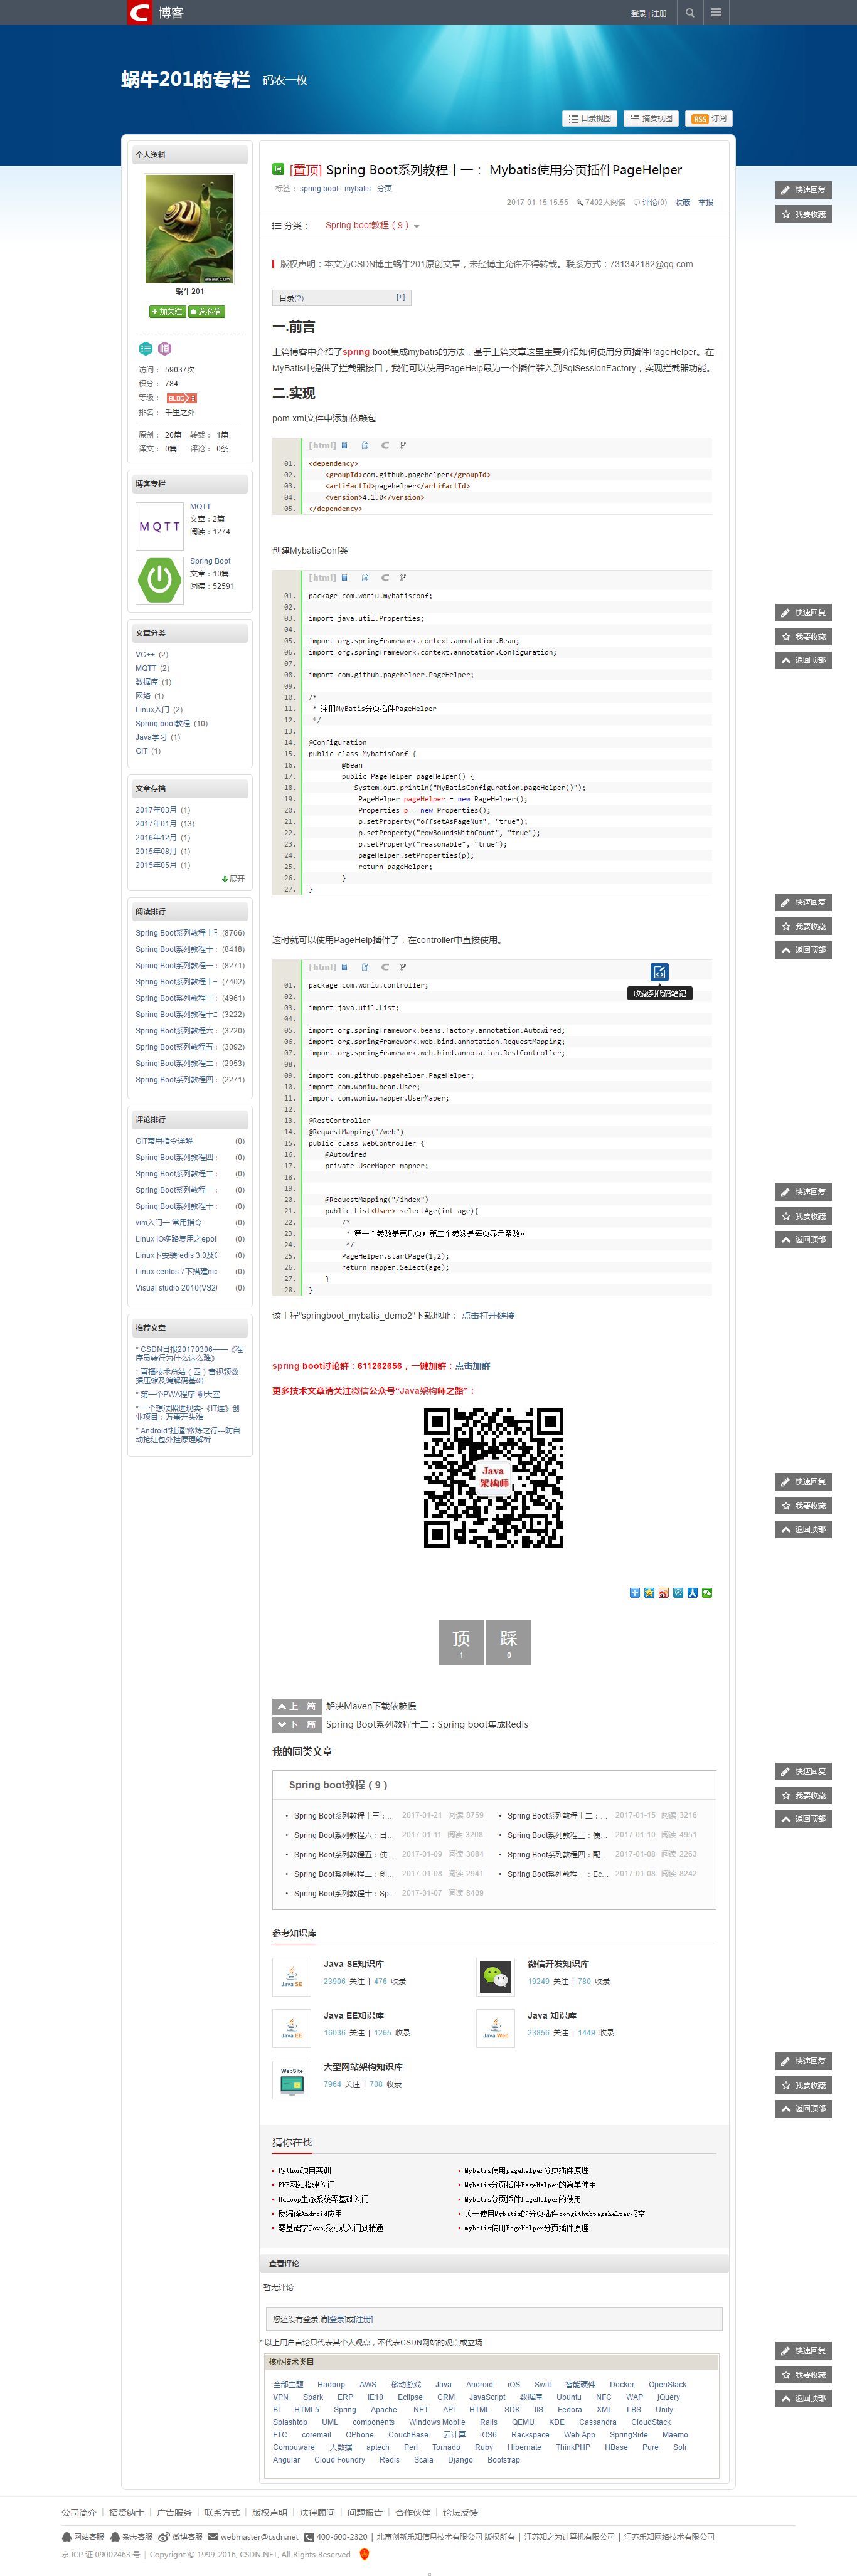 博客
登录 | 注册
蜗牛201的专栏 码农一枚
目录视图 摘要视图 RSS 订阅
个人资料
蜗牛201
加关注 发私信
访问： 59037次
积分： 784
等级： BLOG 3
排名： 千里之外
原创： 20篇 转载： 1篇
译文： 0篇 评论： 0条
博客专栏
MQTT
MQTT
文章：2篇
阅读：1274
Spring Boot
文章：10篇
阅读：52591
文章分类
VC++ (2)
MQTT (2)
数据库 (1)
网络 (1)
Linux入门 (2)
Spring boot教程 (10)
Java学习 (1)
GIT (1)
文章存档
2017年03月 (1)
2017年01月 (13)
2016年12月 (1)
2015年08月 (1)
2015年05月 (1)
展开
阅读排行
Spring Boot系列教程十三 (8766)
Spring Boot系列教程十： (8418)
Spring Boot系列教程一： (8271)
Spring Boot系列教程十一 (7402)
Spring Boot系列教程三： (4961)
Spring Boot系列教程十二 (3222)
Spring Boot系列教程六： (3220)
Spring Boot系列教程五： (3092)
Spring Boot系列教程二： (2953)
Spring Boot系列教程四： (2271)
评论排行
GIT常用指令详解 (0)
Spring Boot系列教程四： (0)
Spring Boot系列教程二： (0)
Spring Boot系列教程一： (0)
Spring Boot系列教程十： (0)
vim入门一 常用指令 (0)
Linux IO多路复用之epol (0)
Linux下安装redis 3.0及C (0)
Linux centos 7下搭建mo (0)
Visual studio 2010(VS20 (0)
推荐文章
* CSDN日报20170306——《程序员转行为什么这么难》
* 直播技术总结（四）音视频数据压缩及编解码基础
* 第一个PWA程序-聊天室
* 一个想法照进现实-《IT连》创业项目：万事开头难
* Android"挂逼"修炼之行---防自动抢红包外挂原理解析
原 [置顶] Spring Boot系列教程十一： Mybatis使用分页插件PageHelper
标签： spring boot mybatis 分页
2017-01-15 15:55 7402人阅读 评论(0) 收藏 举报
分类： Spring boot教程（9）
版权声明：本文为CSDN博主蜗牛201原创文章，未经博主允许不得转载。联系方式：731342182@qq.com
目录(?) [+]
一.前言
上篇博客中介绍了spring boot集成mybatis的方法，基于上篇文章这里主要介绍如何使用分页插件PageHelper。在
MyBatis中提供了拦截器接口，我们可以使用PageHelp最为一个插件装入到SqlSessionFactory，实现拦截器功能。
二.实现
pom.xml文件中添加依赖包
[html]
01. <dependency>
02. <groupId>com.github.pagehelper</groupId>
03. <artifactId>pagehelper</artifactId>
04. <version>4.1.0</version>
05. </dependency>
创建MybatisConf类
[html]
01. package com.woniu.mybatisconf;
02.
03. import java.util.Properties;
04.
05. import org.springframework.context.annotation.Bean;
06. import org.springframework.context.annotation.Configuration;
07.
08. import com.github.pagehelper.PageHelper;
09.
10. /*
11. * 注册MyBatis分页插件PageHelper
12. */
13.
14. @Configuration
15. public class MybatisConf {
16. @Bean
17. public PageHelper pageHelper() {
18. System.out.println("MyBatisConfiguration.pageHelper()");
19. PageHelper pageHelper = new PageHelper();
20. Properties p = new Properties();
21. p.setProperty("offsetAsPageNum", "true");
22. p.setProperty("rowBoundsWithCount", "true");
23. p.setProperty("reasonable", "true");
24. pageHelper.setProperties(p);
25. return pageHelper;
26. }
27. }
这时就可以使用PageHelp插件了，在controller中直接使用。
[html]
收藏到代码笔记
01. package com.woniu.controller;
02.
03. import java.util.List;
04.
05. import org.springframework.beans.factory.annotation.Autowired;
06. import org.springframework.web.bind.annotation.RequestMapping;
07. import org.springframework.web.bind.annotation.RestController;
08.
09. import com.github.pagehelper.PageHelper;
10. import com.woniu.bean.User;
11. import com.woniu.mapper.UserMaper;
12.
13. @RestController
14. @RequestMapping("/web")
15. public class WebController {
16. @Autowired
17. private UserMaper mapper;
18.
19.
20. @RequestMapping("/index")
21. public List<User> selectAge(int age){
22. /*
23. * 第一个参数是第几页；第二个参数是每页显示条数。
24. */
25. PageHelper.startPage(1,2);
26. return mapper.Select(age);
27. }
28. }
该工程"springboot_mybatis_demo2"下载地址： 点击打开链接
spring boot讨论群：611262656，一键加群：点击加群
更多技术文章请关注微信公众号“Java架构师之路”：
Java
架构师
顶 踩
1 0
上一篇 解决Maven下载依赖慢
下一篇 Spring Boot系列教程十二：Spring boot集成Redis
我的同类文章
Spring boot教程（9）
• Spring Boot系列教程十三：... 2017-01-21 阅读 8759 • Spring Boot系列教程十二：... 2017-01-15 阅读 3216
• Spring Boot系列教程六：日... 2017-01-11 阅读 3208 • Spring Boot系列教程三：使... 2017-01-10 阅读 4951
• Spring Boot系列教程五：使... 2017-01-09 阅读 3084 • Spring Boot系列教程四：配... 2017-01-08 阅读 2263
• Spring Boot系列教程二：创... 2017-01-08 阅读 2941 • Spring Boot系列教程一：Ec... 2017-01-08 阅读 8242
• Spring Boot系列教程十：Sp... 2017-01-07 阅读 8409
参考知识库
Java SE
Java SE知识库
23906 关注 | 476 收录
微信开发知识库
19249 关注 | 780 收录
Java EE
Java EE知识库
16036 关注 | 1265 收录
Java Web
Java 知识库
23856 关注 | 1449 收录
WebSite
大型网站架构知识库
7964 关注 | 708 收录
猜你在找
Python项目实训 Mybatis使用pageHelper分页插件原理
PHP网站搭建入门 Mybatis分页插件PageHelper的简单使用
Hadoop生态系统零基础入门 Mybatis分页插件PageHelper的使用
反编译Android应用 关于使用Mybatis的分页插件comgithubpagehelper报空
零基础学Java系列从入门到精通 mybatis使用PageHelper分页插件原理
查看评论
暂无评论
您还没有登录,请[登录]或[注册]
* 以上用户言论只代表其个人观点，不代表CSDN网站的观点或立场
核心技术类目
全部主题 Hadoop AWS 移动游戏 Java Android iOS Swift 智能硬件 Docker OpenStack
VPN Spark ERP IE10 Eclipse CRM JavaScript 数据库 Ubuntu NFC WAP jQuery
BI HTML5 Spring Apache .NET API HTML SDK IIS Fedora XML LBS Unity
Splashtop UML components Windows Mobile Rails QEMU KDE Cassandra CloudStack
FTC coremail OPhone CouchBase 云计算 iOS6 Rackspace Web App SpringSide Maemo
Compuware 大数据 aptech Perl Tornado Ruby Hibernate ThinkPHP HBase Pure Solr
Angular Cloud Foundry Redis Scala Django Bootstrap
快速回复
我要收藏
快速回复
我要收藏
返回顶部
快速回复
我要收藏
返回顶部
快速回复
我要收藏
返回顶部
快速回复
我要收藏
返回顶部
快速回复
我要收藏
返回顶部
快速回复
我要收藏
返回顶部
快速回复
我要收藏
返回顶部
公司简介 | 招贤纳士 | 广告服务 | 联系方式 | 版权声明 | 法律顾问 | 问题报告 | 合作伙伴 | 论坛反馈
网站客服 杂志客服 微博客服 webmaster@csdn.net 400-600-2320 | 北京创新乐知信息技术有限公司 版权所有 | 江苏知之为计算机有限公司 | 江苏乐知网络技术有限公司
京 ICP 证 09002463 号 | Copyright © 1999-2016, CSDN.NET, All Rights Reserved